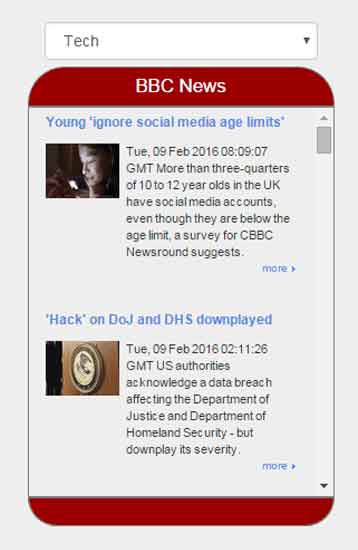 Tech
BBC News
Young 'ignore social media age limits'
Tue, 09 Feb 2016 08:09:07
GMT More than three-quarters
of 10 to 12 year olds in the UK
have social media accounts,
even though they are below the
age limit, a survey for CBBC
Newsround suggests.
more
'Hack' on DoJ and DHS downplayed
Tue, 09 Feb 2016 02:11:26
GMT US authorities
acknowledge a data breach
affecting the Department of
Justice and Department of
Homeland Security - but
downplay its severity.
more